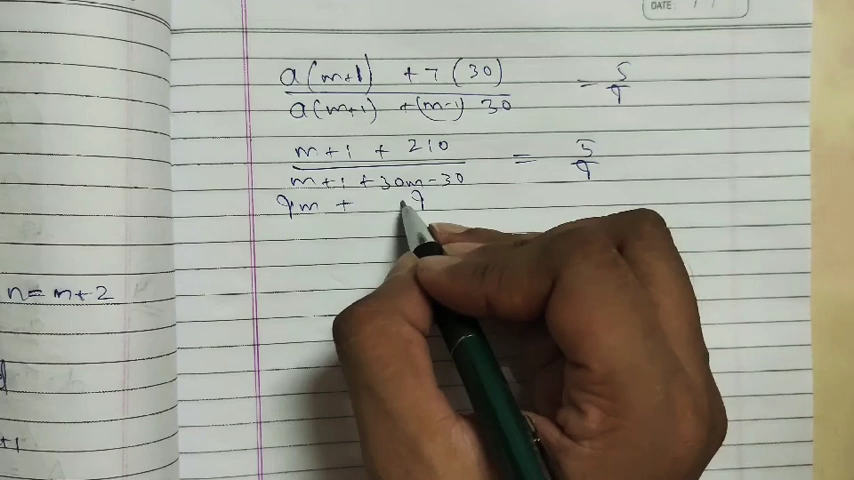 DATE:
a(m+1) + 7 (30) / a(m+1) + (m-1) 30 = 5/9
m+1 + 210 / m+1 + 30m - 30 = 5/9
9m + 9
n = m+2
+1